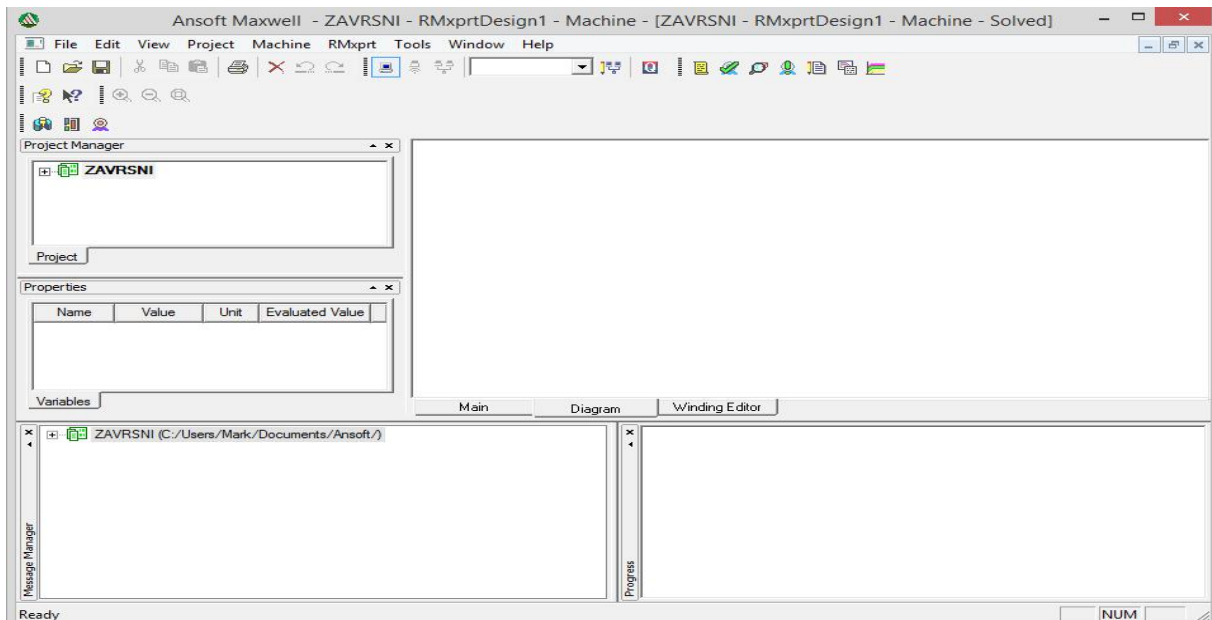 Ansoft Maxwell - ZAVRSNI - RMxprtDesign1 - Machine - [ZAVRSNI - RMxprtDesign1 - Machine - Solved]
File Edit View Project Machine RMxprt Tools Window Help
Project Manager
ZAVRSNI
Project
Properties
Name Value Unit Evaluated Value
Variables
Main Diagram Winding Editor
ZAVRSNI (C:/Users/Mark/Documents/Ansoft/)
Message Manager
Progress
Ready
NUM